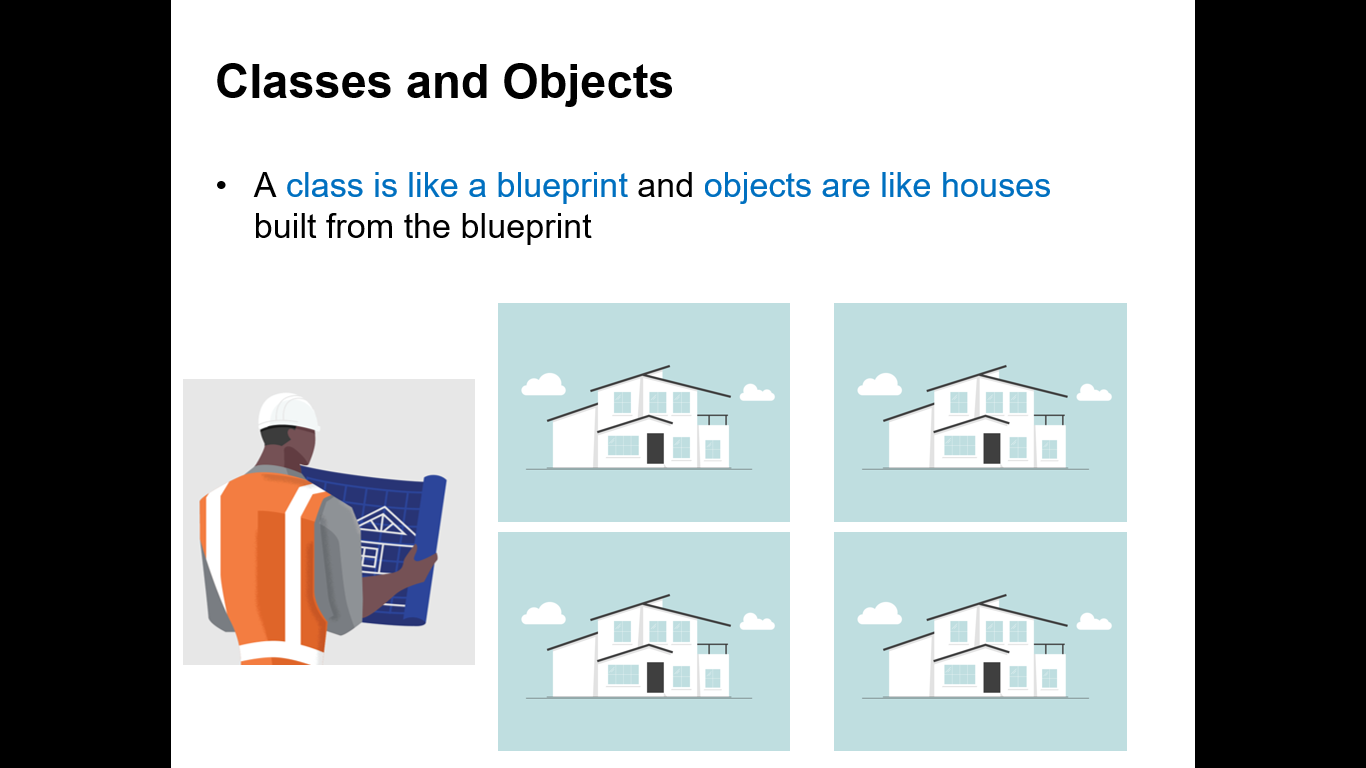 Classes and Objects
• A class is like a blueprint and objects are like houses
built from the blueprint